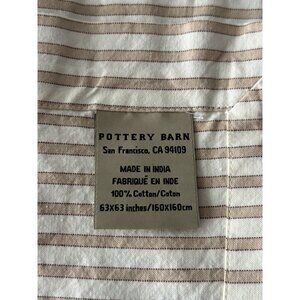 POTTERY BARN
San Francisco, CA 94109
MADE IN INDIA
FABRIQUÉ EN INDE
100% Cotton/Coton
63X63 inches/160X160cm